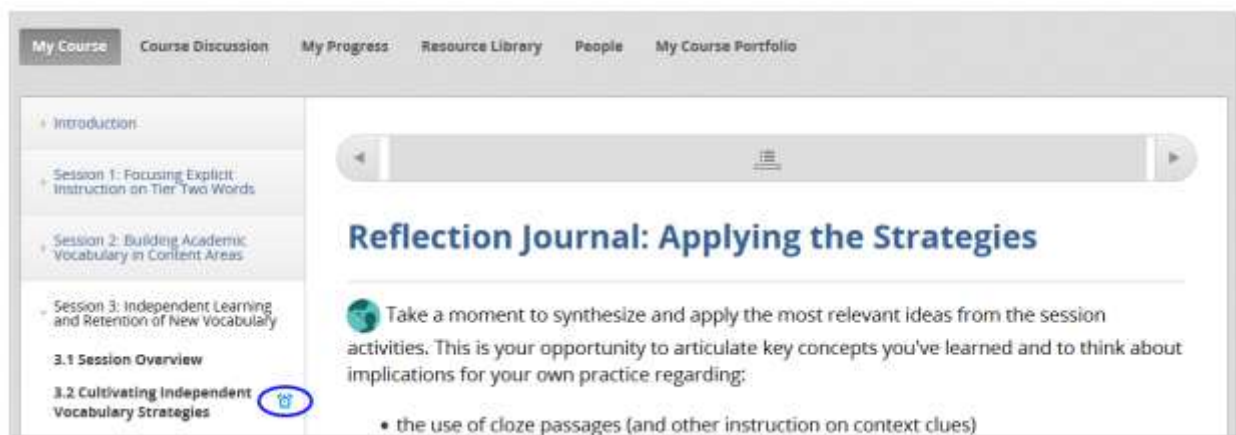 My Course Course Discussion My Progress Resource Library People My Course Portfolio
Introduction
Session 1: Focusing Explicit
Instruction on Tier Two Words
Session 2: Building Academic
Vocabulary in Content Areas
Session 3: Independent Learning
and Retention of New Vocabulary
3.1 Session Overview
3.2 Cultivating Independent
Vocabulary Strategies
Reflection Journal: Applying the Strategies
Take a moment to synthesize and apply the most relevant ideas from the session
activities. This is your opportunity to articulate key concepts you've learned and to think about
implications for your own practice regarding:
• the use of cloze passages (and other instruction on context clues)